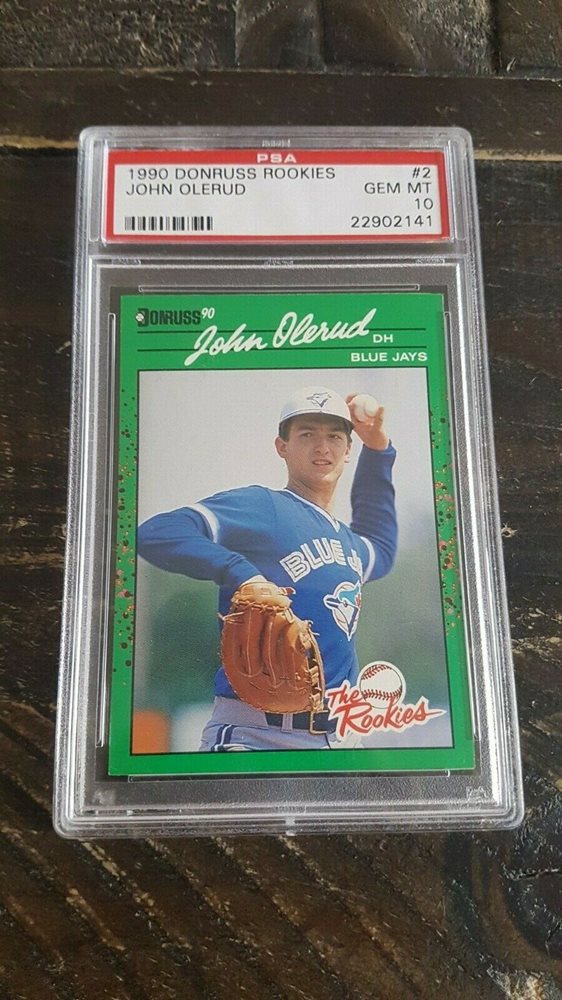 PSA
1990 DONRUSS ROOKIES #2
JOHN OLERUD GEM MT
10
22902141
DONRUSS 90
John Olerud DH
BLUE JAYS
BLUE J
The
Rookies